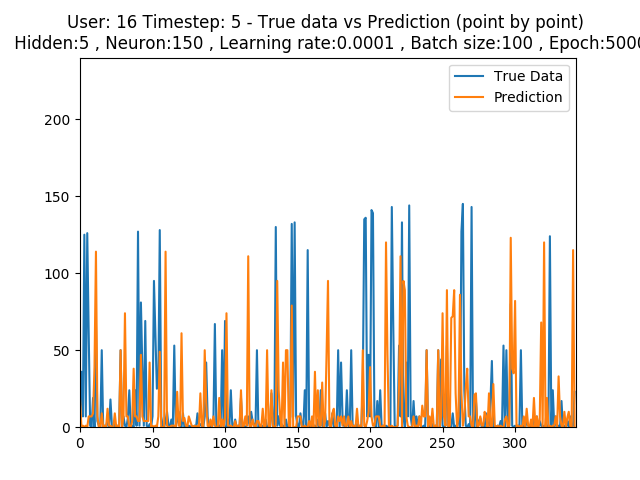 User: 16 Timestep: 5 - True data vs Prediction (point by point)
Hidden:5 , Neuron:150 , Learning rate:0.0001 , Batch size:100 , Epoch:5000
True Data
Prediction
200
150
100
50
0
0 50 100 150 200 250 300